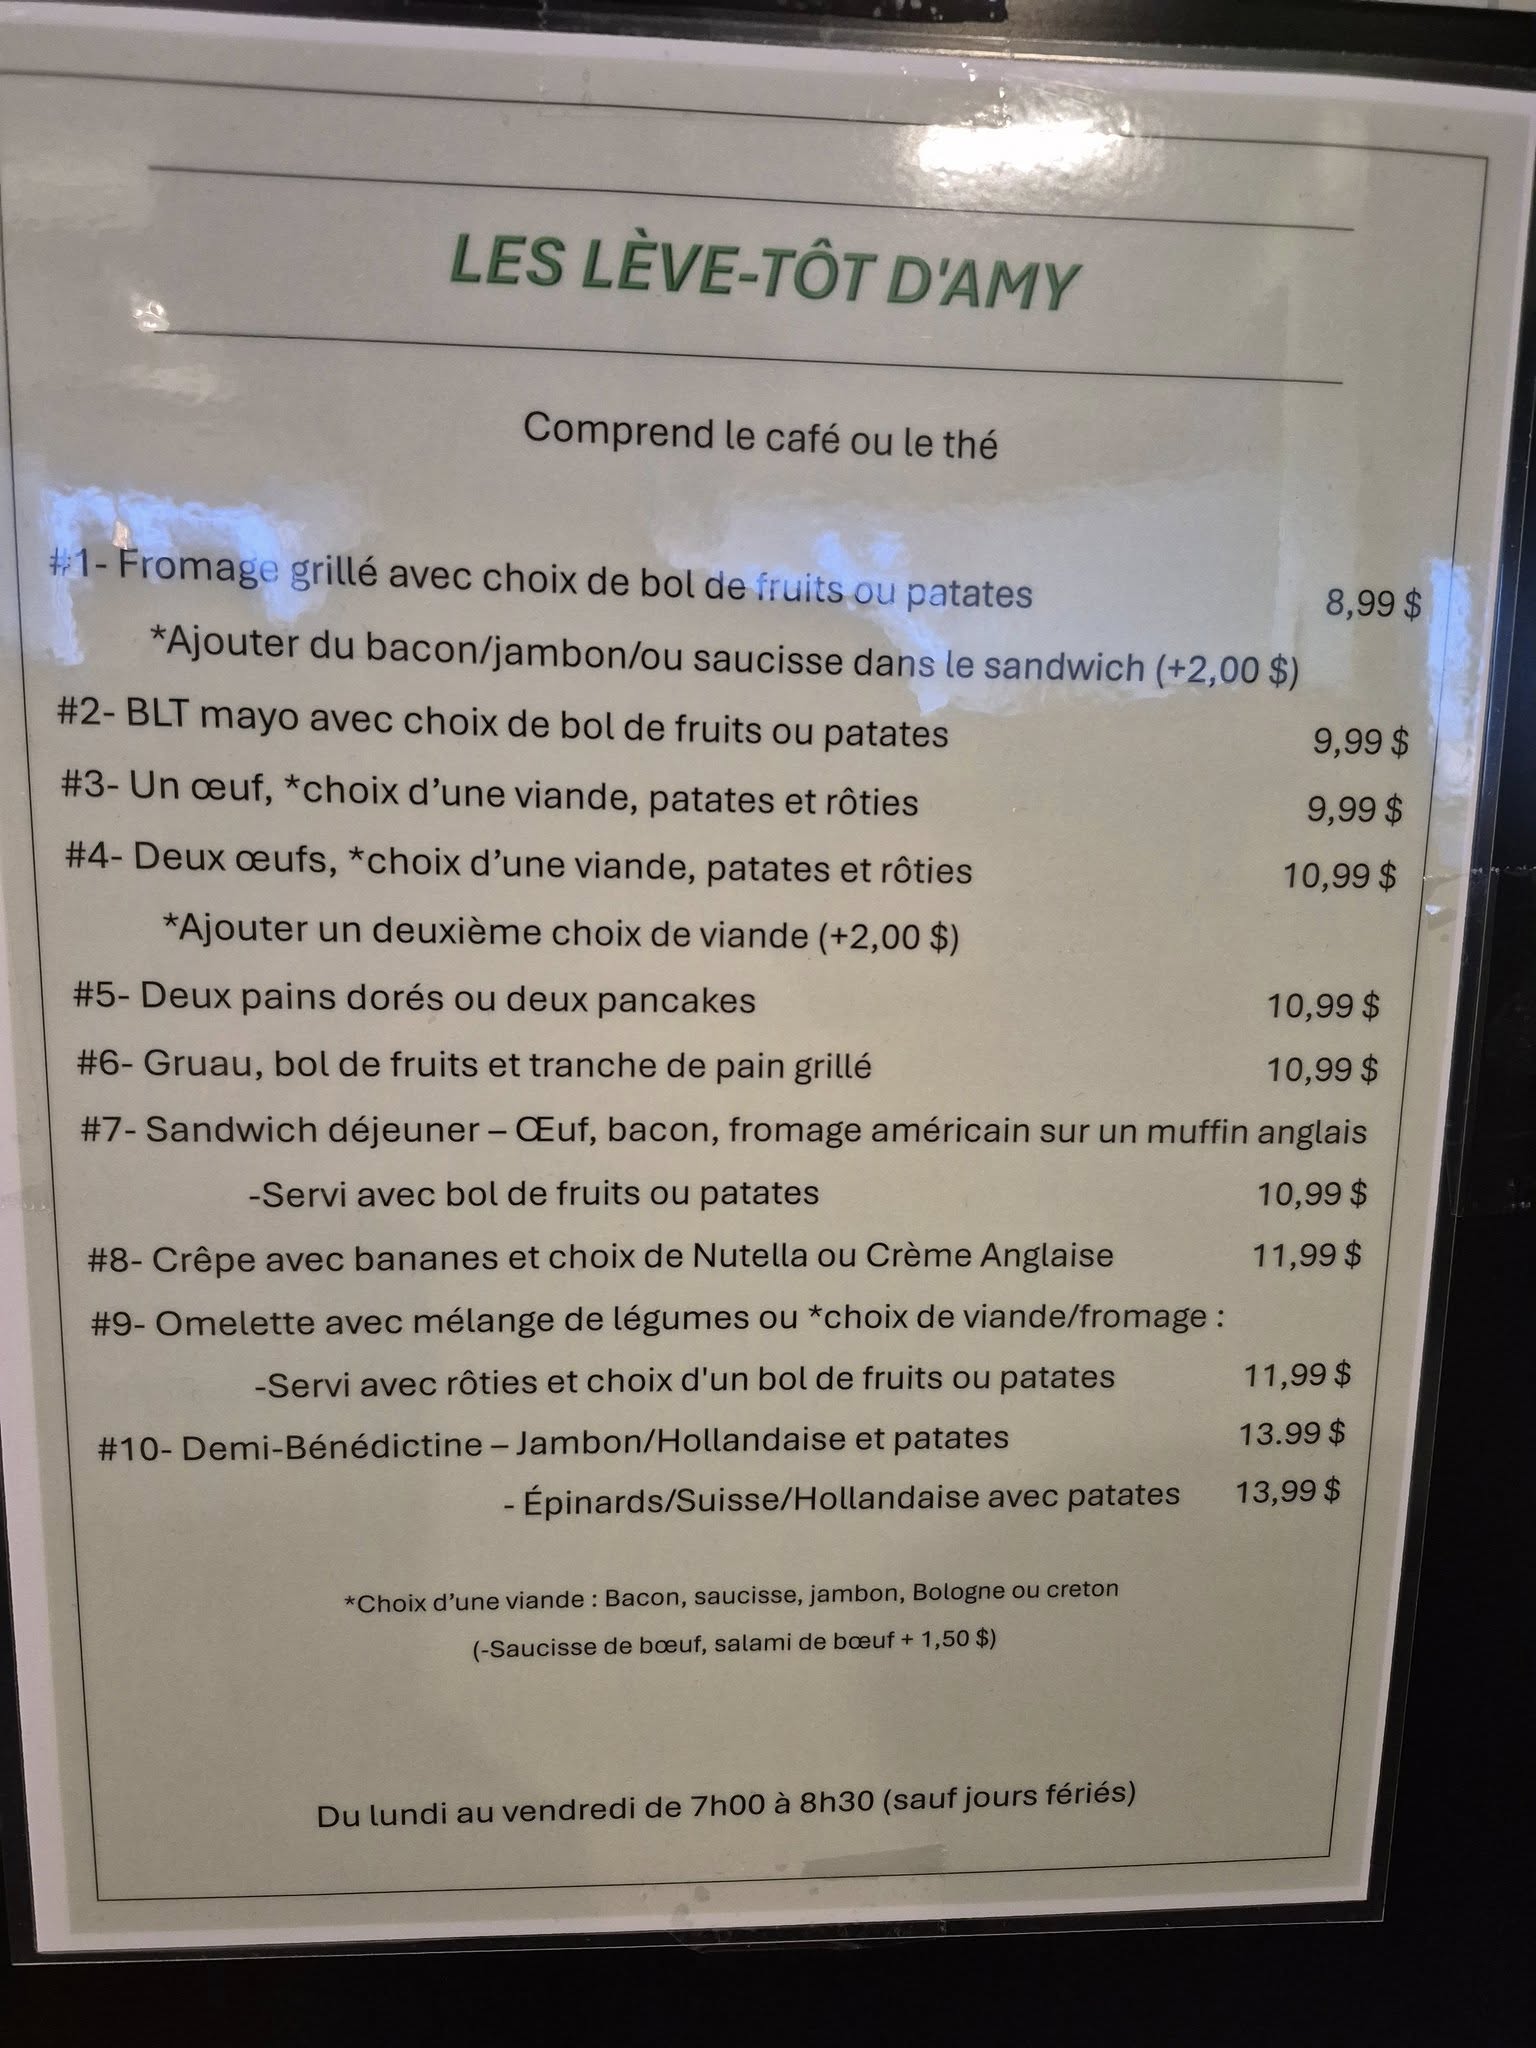 LES LÈVE-TÔT D'AMY
Comprend le café ou le thé
#1- Fromage grillé avec choix de bol de fruits ou patates 8,99 $
*Ajouter du bacon/jambon/ou saucisse dans le sandwich (+2,00 $)
#2- BLT mayo avec choix de bol de fruits ou patates 9,99 $
#3- Un œuf, *choix d’une viande, patates et rôties 9,99 $
#4- Deux œufs, *choix d’une viande, patates et rôties 10,99 $
*Ajouter un deuxième choix de viande (+2,00 $)
#5- Deux pains dorés ou deux pancakes 10,99 $
#6- Gruau, bol de fruits et tranche de pain grillé 10,99 $
#7- Sandwich déjeuner – Œuf, bacon, fromage américain sur un muffin anglais
-Servi avec bol de fruits ou patates 10,99 $
#8- Crêpe avec bananes et choix de Nutella ou Crème Anglaise 11,99 $
#9- Omelette avec mélange de légumes ou *choix de viande/fromage :
-Servi avec rôties et choix d'un bol de fruits ou patates 11,99 $
#10- Demi-Bénédictine – Jambon/Hollandaise et patates 13.99 $
- Épinards/Suisse/Hollandaise avec patates 13,99 $
*Choix d’une viande : Bacon, saucisse, jambon, Bologne ou creton
(-Saucisse de bœuf, salami de bœuf + 1,50 $)
Du lundi au vendredi de 7h00 à 8h30 (sauf jours fériés)